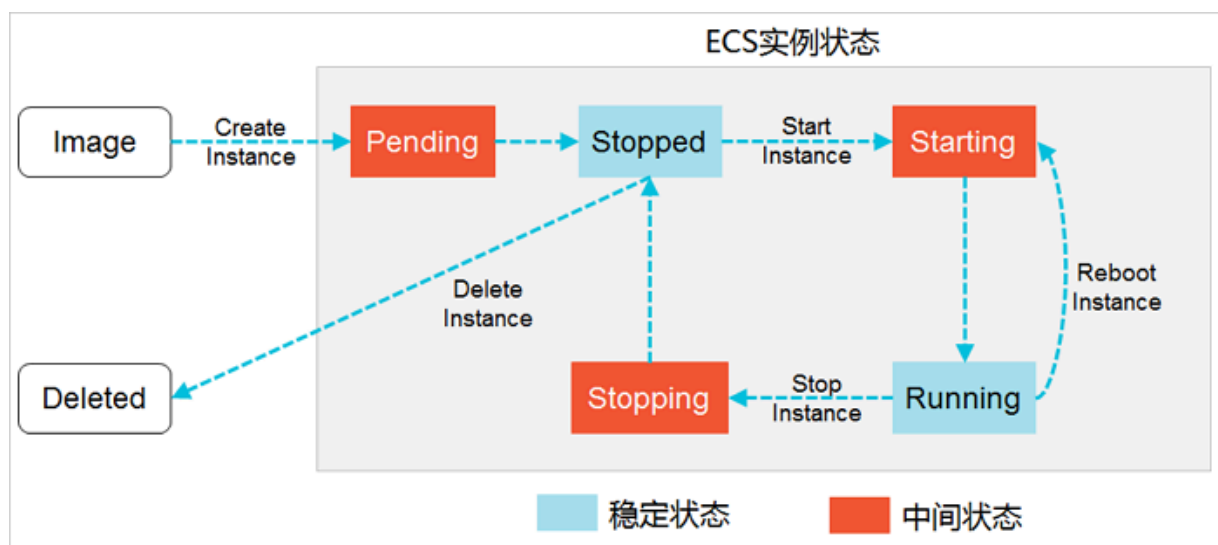 ECS实例状态
Image
Create
Instance
Pending
Stopped
Start
Instance
Starting
Delete
Instance
Reboot
Instance
Deleted
Stopping
Stop
Instance
Running
稳定状态
中间状态